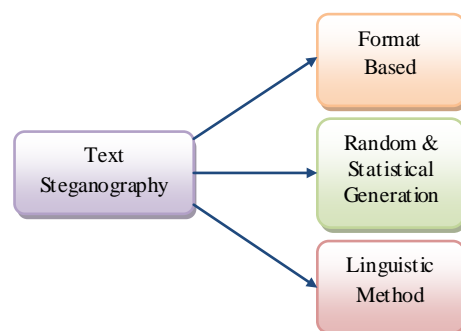 Format
Based
Text
Steganography
Random &
Statistical
Generation
Linguistic
Method